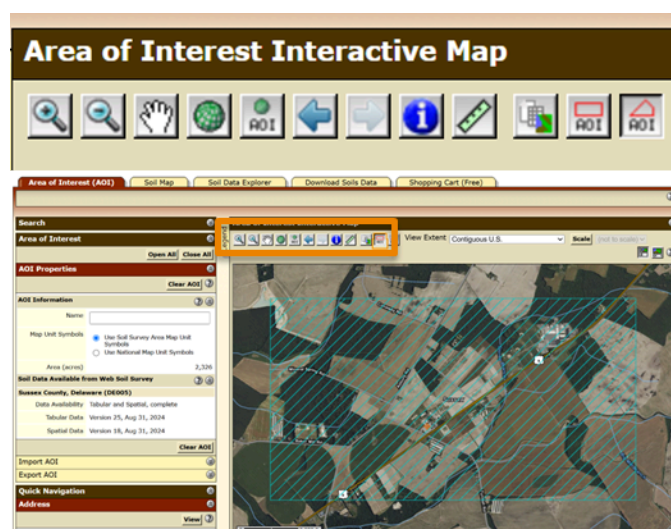 Area of Interest Interactive Map
AOI
AOI
AOI
Area of Interest (AOI)
Soil Map
Soil Data Explorer
Download Soils Data
Shopping Cart (Free)
Search
Area of Interest
Open All
Close All
AOI Properties
Clear AOI
AOI Information
Name
Map Unit Symbols
Use Soil Survey Area Map Unit
Symbols
Use National Map Unit Symbols
Area (acres)
2,326
Soil Data Available from Web Soil Survey
Sussex County, Delaware (DE005)
Data Availability
Tabular and Spatial, complete
Tabular Data
Version 25, Aug 31, 2024
Spatial Data
Version 18, Aug 31, 2024
Clear AOI
Import AOI
Export AOI
Quick Navigation
Address
View
Legend
View Extent
Contiguous U.S.
Scale
(not to scale)